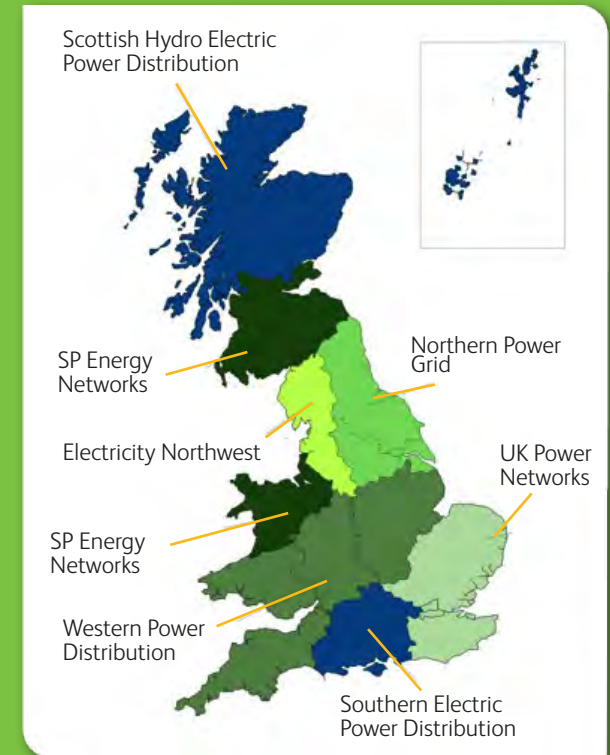 Scottish Hydro Electric
Power Distribution
SP Energy
Networks
Northern Power
Grid
Electricity Northwest
UK Power
Networks
SP Energy
Networks
Western Power
Distribution
Southern Electric
Power Distribution